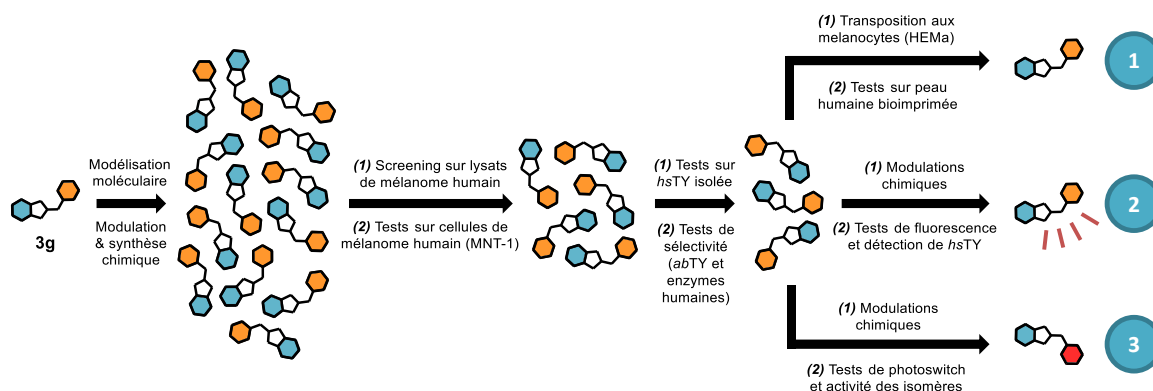 3g
Modélisation
moléculaire
Modulation
& synthèse
chimique
(1) Screening sur lysats
de mélanome humain
(2) Tests sur cellules de
mélanome humain (MNT-1)
(1) Tests sur
hsTY isolée
(2) Tests de
sélectivité
(abTY et
enzymes
humaines)
(1) Transposition aux
melanocytes (HEMa)
(2) Tests sur peau
humaine bioimprimée
1
(1) Modulations
chimiques
(2) Tests de fluorescence
et détection de hsTY
2
(1) Modulations
chimiques
(2) Tests de photoswitch
et activité des isomères
3